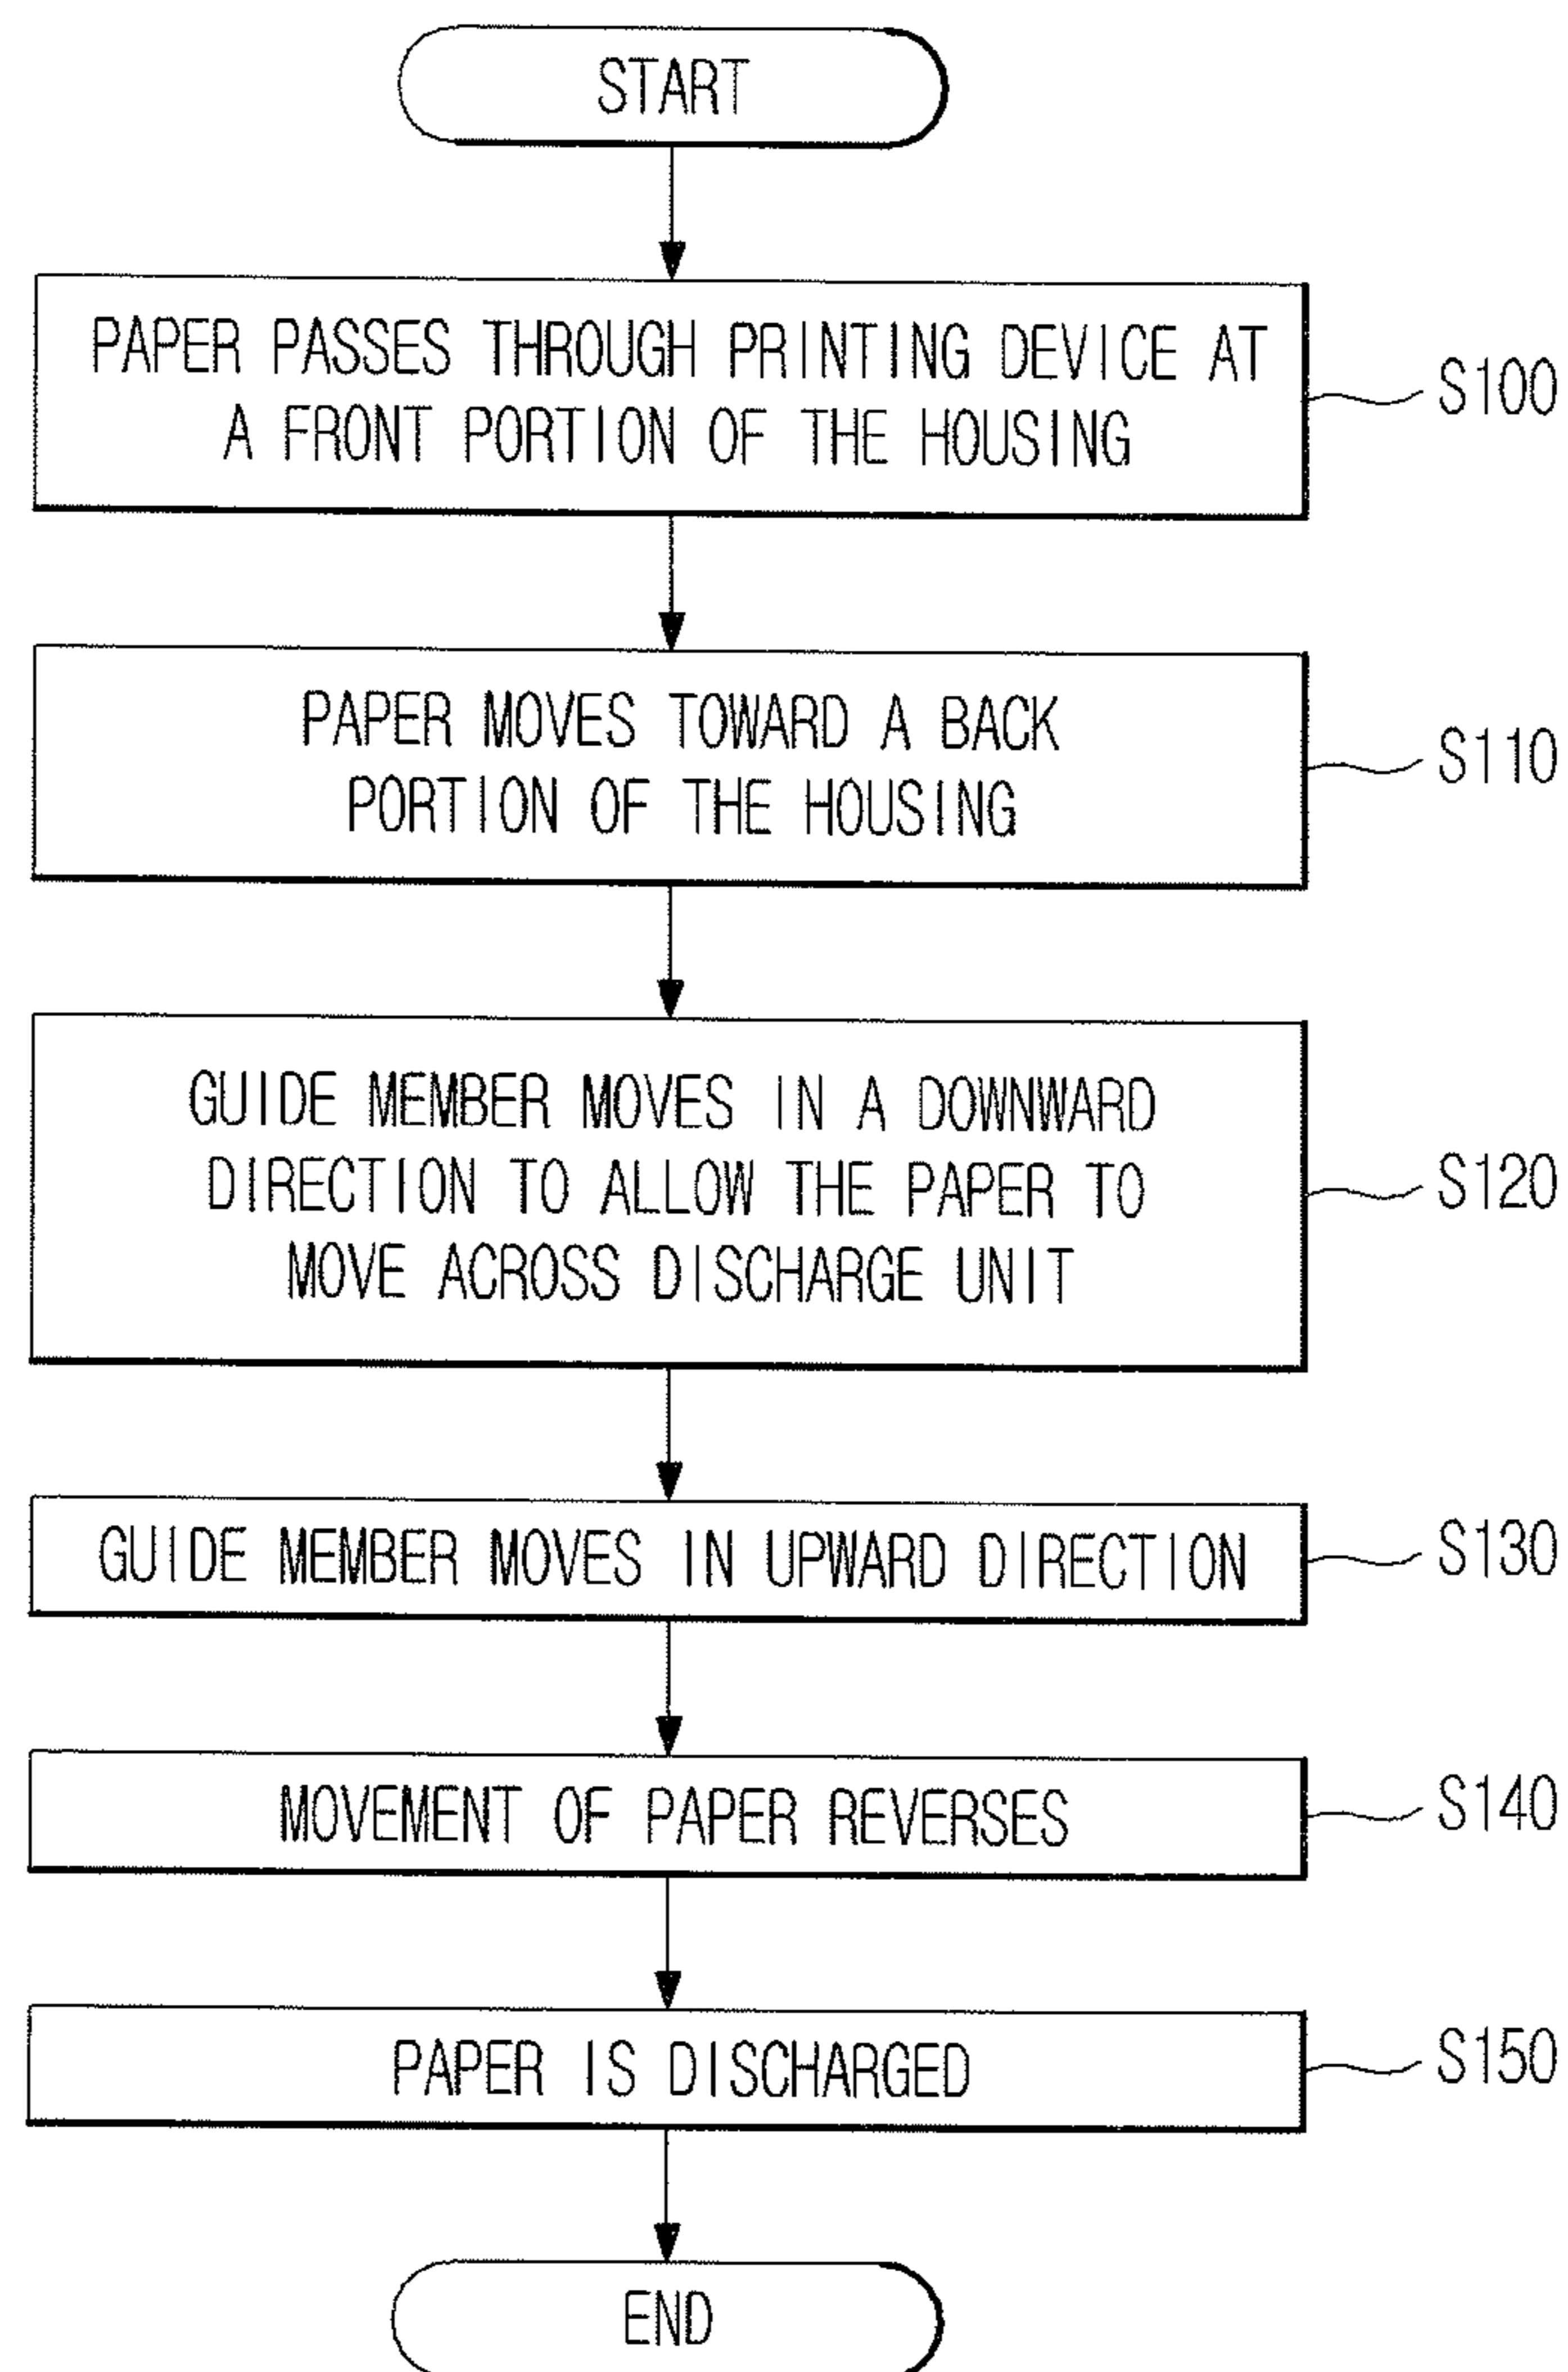 START
PAPER PASSES THROUGH PRINTING DEVICE AT
A FRONT PORTION OF THE HOUSING
S100
PAPER MOVES TOWARD A BACK
PORTION OF THE HOUSING
S110
GUIDE MEMBER MOVES IN A DOWNWARD
DIRECTION TO ALLOW THE PAPER TO
MOVE ACROSS DISCHARGE UNIT
S120
GUIDE MEMBER MOVES IN UPWARD DIRECTION
S130
MOVEMENT OF PAPER REVERSES
S140
PAPER IS DISCHARGED
S150
END